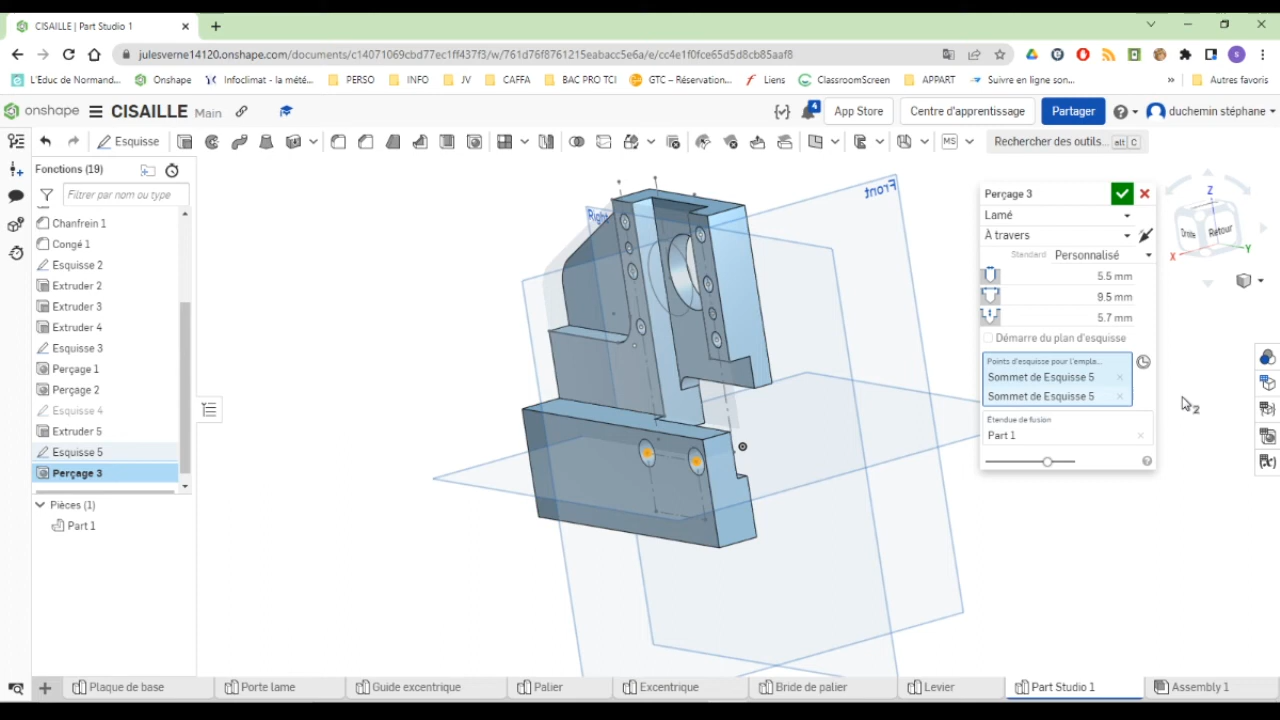 CISAILLE | Part Studio 1
julesverne14120.onshape.com/documents/c14071069cbd77ec1ff437f3/w/761d76f8761215eabacc5e6a/e/cc4e1f0fce65d5d8cb85aaf8
L'Educ de Normand... Onshape Infoclimat - la mété... PERSO INFO JV CAFFA BAC PRO TCI GTC – Réservation... Liens ClassroomScreen APPART Suivre en ligne son... » Autres favoris
onshape CISAILLE Main 4 App Store Centre d'apprentissage Partager duchemin stéphane
Esquisse MS Rechercher des outils... alt C
Fonctions (19)
Filtrer par nom ou type
Chanfrein 1
Congé 1
Esquisse 2
Extruder 2
Extruder 3
Extruder 4
Esquisse 3
Perçage 1
Perçage 2
Esquisse 4
Extruder 5
Esquisse 5
Perçage 3
Pièces (1)
Part 1
Right
Front
Perçage 3
Lamé
À travers
Standard Personnalisé
5.5 mm
9.5 mm
5.7 mm
Démarre du plan d'esquisse
Points d'esquisse pour l'empla...
Sommet de Esquisse 5
Sommet de Esquisse 5
Étendue de fusion
Part 1
Z
Droite Retour
X Y
2
Plaque de base Porte lame Guide excentrique Palier Excentrique Bride de palier Levier Part Studio 1 Assembly 1